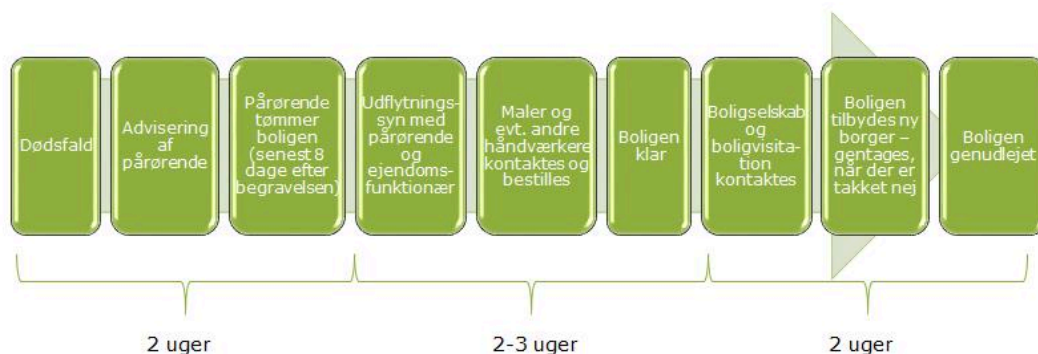 Dødsfald
Advisering
af
pårørende
Pårørende
tømmer
boligen
(senest 8
dage efter
begravelsen)
Udflytnings-
syn med
pårørende
og
ejendoms-
funktionær
Maler og
evt. andre
håndværkere
kontaktes og
bestilles
Boligen
klar
Boligselskab
og
boligvisita-
tion
kontaktes
Boligen
tilbydes ny
borger –
gentages,
når der er
takket nej
Boligen
genudlejet
2 uger
2-3 uger
2 uger